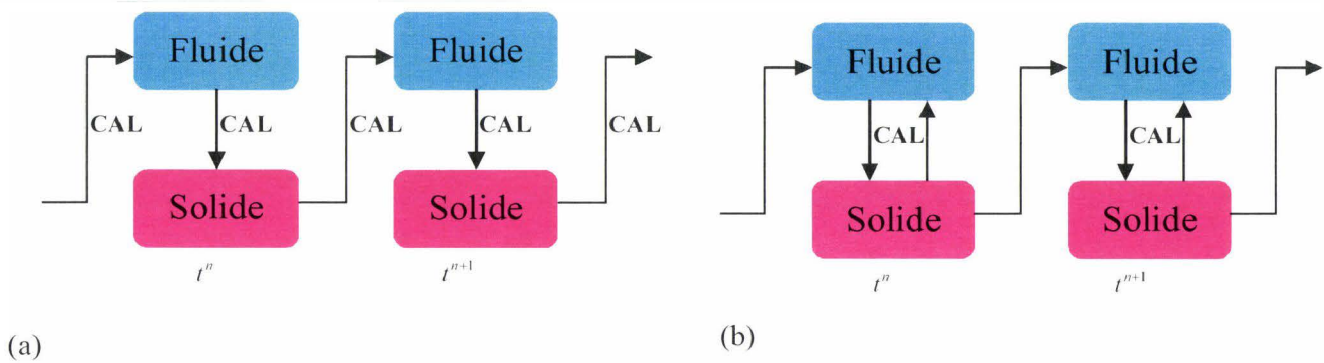 Fluide
Fluide
CAL
CAL
CAL
CAL
CAL
Solide
Solide
t^n
t^{n+1}
(a)
Fluide
Fluide
CAL
CAL
Solide
Solide
t^n
t^{n+1}
(b)